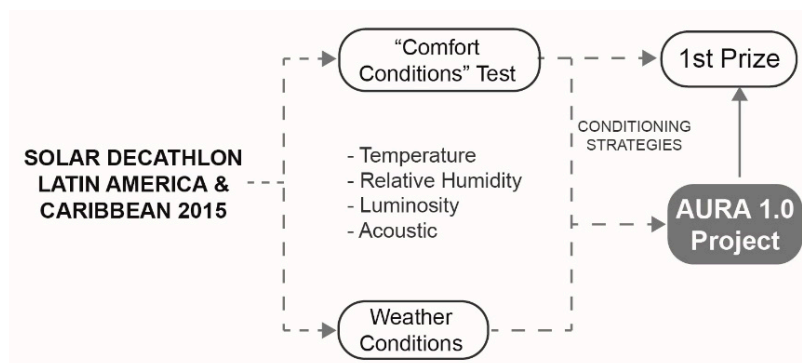 SOLAR DECATHLON
LATIN AMERICA &
CARIBBEAN 2015
“Comfort
Conditions” Test
- Temperature
- Relative Humidity
- Luminosity
- Acoustic
Weather
Conditions
1st Prize
CONDITIONING
STRATEGIES
AURA 1.0
Project